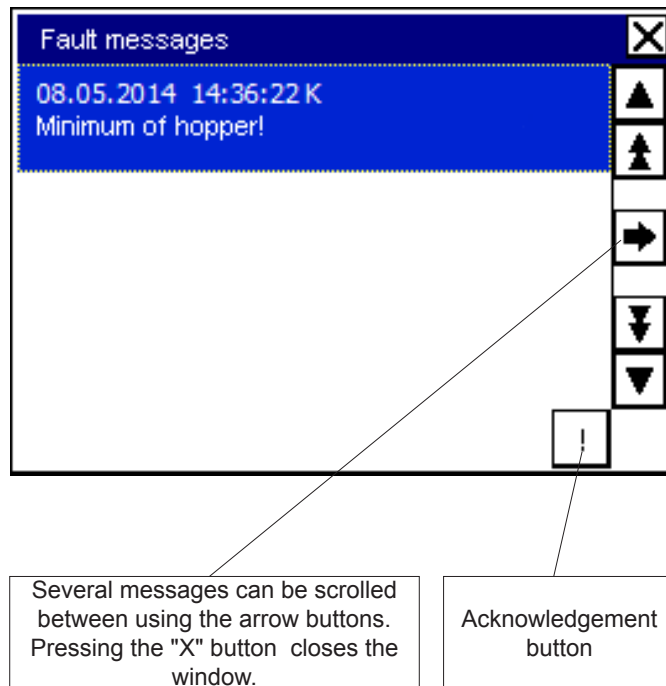 Fault messages
08.05.2014 14:36:22 K
Minimum of hopper!
!
Several messages can be scrolled
between using the arrow buttons.
Pressing the "X" button closes the
window.
Acknowledgement
button